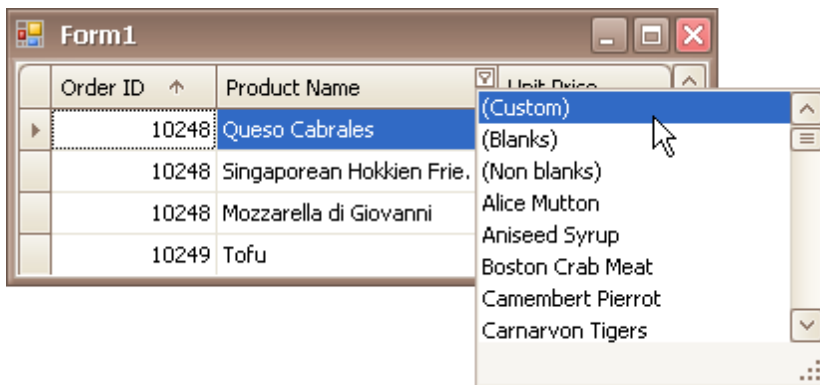 Form1
Order ID Product Name Unit Price
10248 Queso Cabrales
10248 Singaporean Hokkien Frie.
10248 Mozzarella di Giovanni
10249 Tofu
(Custom)
(Blanks)
(Non blanks)
Alice Mutton
Aniseed Syrup
Boston Crab Meat
Camembert Pierrot
Carnarvon Tigers